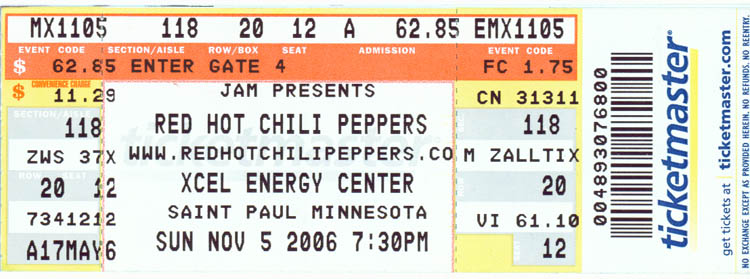 MX1105 118 20 12 A 62.85 EMX1105
EVENT CODE SECTION/AISLE ROW/BOX SEAT ADMISSION EVENT CODE
$ 62.85 ENTER GATE 4 FC 1.75
CONVENIENCE CHARGE
$ 11.29 JAM PRESENTS CN 31311
SECTION/AISLE
118 RED HOT CHILI PEPPERS 118
ZWS 37X WWW.REDHOTCHILIPEPPERS.COM ZALLTIX
20 12 XCEL ENERGY CENTER 20
7341212 SAINT PAUL MINNESOTA VI 61.10
A17MAY6 SUN NOV 5 2006 7:30PM 12
ticketmaster
004893076800
ticketmaster®
get tickets at ticketmaster.com
NO EXCHANGE EXCEPT AS PROVIDED HEREIN. NO REFUNDS. NO REENTRY.